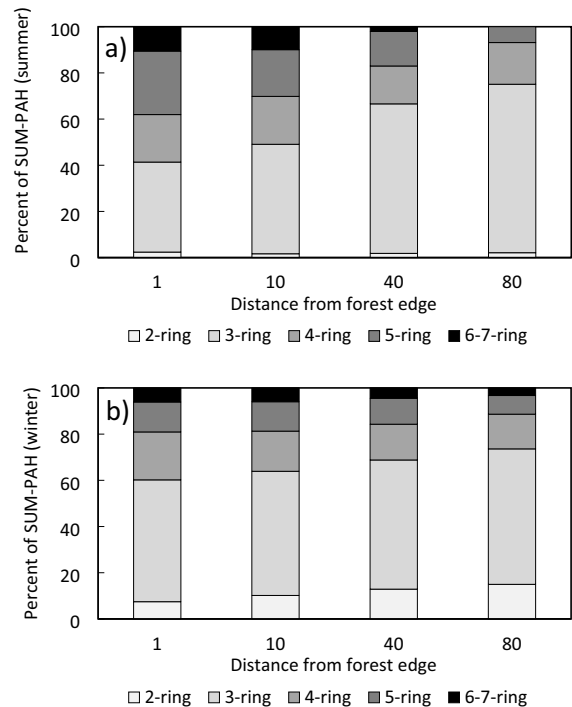 a)
Percent of SUM-PAH (summer)
100
80
60
40
20
0
1 10 40 80
Distance from forest edge
2-ring 3-ring 4-ring 5-ring 6-7-ring
b)
Percent of SUM-PAH (winter)
100
80
60
40
20
0
1 10 40 80
Distance from forest edge
2-ring 3-ring 4-ring 5-ring 6-7-ring